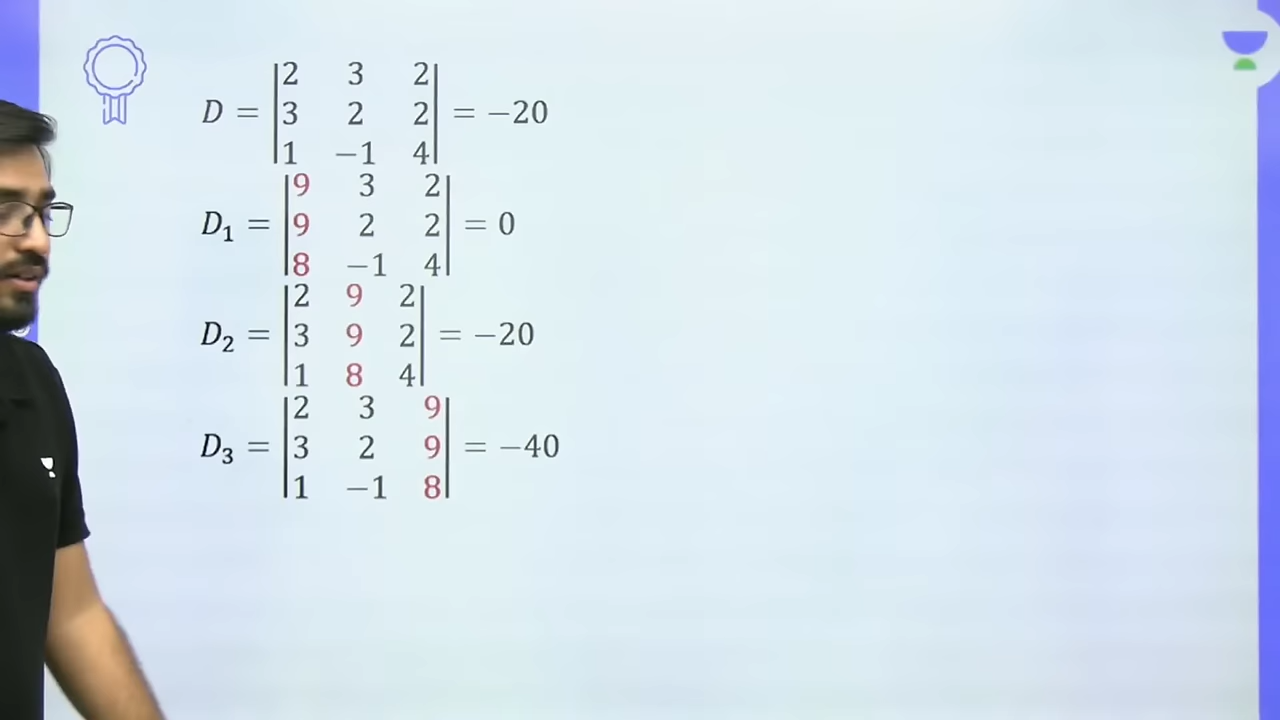 D = |2 3 2|
|3 2 2| = −20
|1 −1 4|
D₁ = |9 3 2|
|9 2 2| = 0
|8 −1 4|
D₂ = |2 9 2|
|3 9 2| = −20
|1 8 4|
D₃ = |2 3 9|
|3 2 9| = −40
|1 −1 8|